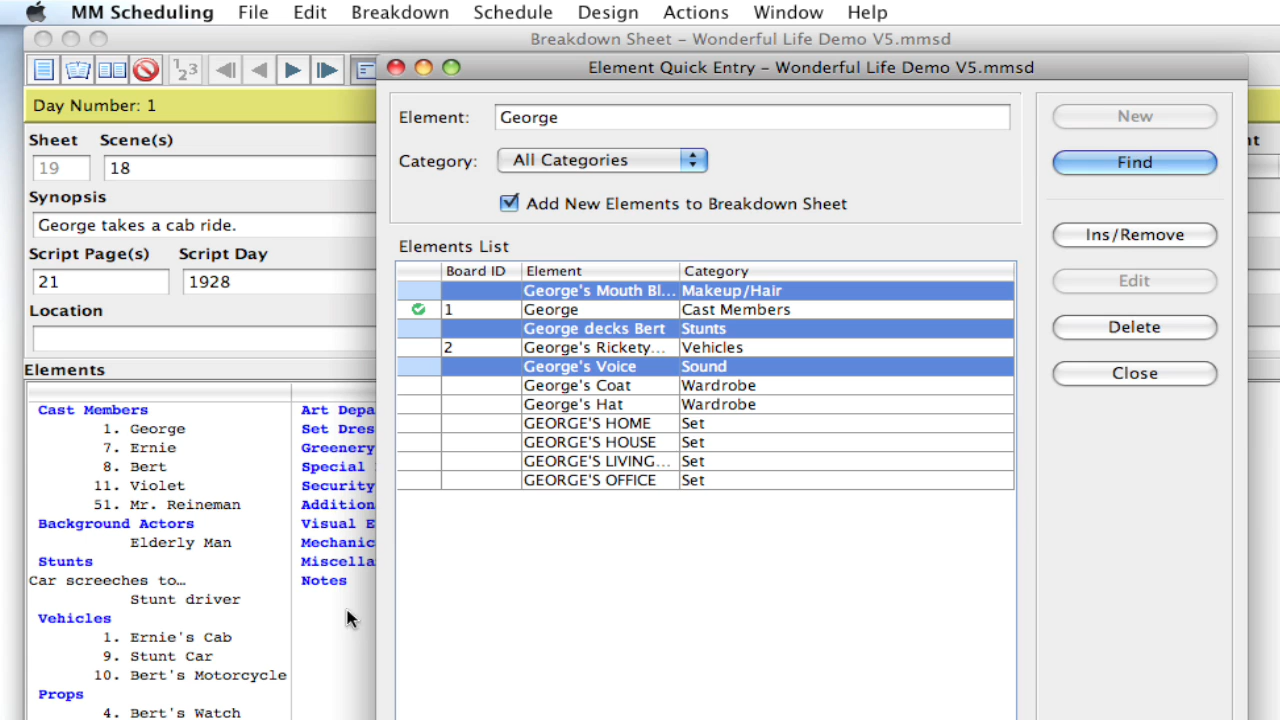 MM Scheduling File Edit Breakdown Schedule Design Actions Window Help
Breakdown Sheet – Wonderful Life Demo V5.mmsd
Element Quick Entry – Wonderful Life Demo V5.mmsd
Day Number: 1
Sheet Scene(s)
19 18
Synopsis
George takes a cab ride.
Script Page(s) Script Day
21 1928
Location
Elements
Cast Members
1. George
7. Ernie
8. Bert
11. Violet
51. Mr. Reineman
Background Actors
Elderly Man
Stunts
Car screeches to…
Stunt driver
Vehicles
1. Ernie's Cab
9. Stunt Car
10. Bert's Motorcycle
Props
4. Bert's Watch
Art Depa
Set Dres
Greenery
Special
Security
Addition
Visual E
Mechanic
Miscella
Notes
Element: George
Category: All Categories
Add New Elements to Breakdown Sheet
Elements List
Board ID Element Category
George's Mouth Bl... Makeup/Hair
1 George Cast Members
George decks Bert Stunts
2 George's Rickety... Vehicles
George's Voice Sound
George's Coat Wardrobe
George's Hat Wardrobe
GEORGE'S HOME Set
GEORGE'S HOUSE Set
GEORGE'S LIVING... Set
GEORGE'S OFFICE Set
New
Find
Ins/Remove
Edit
Delete
Close